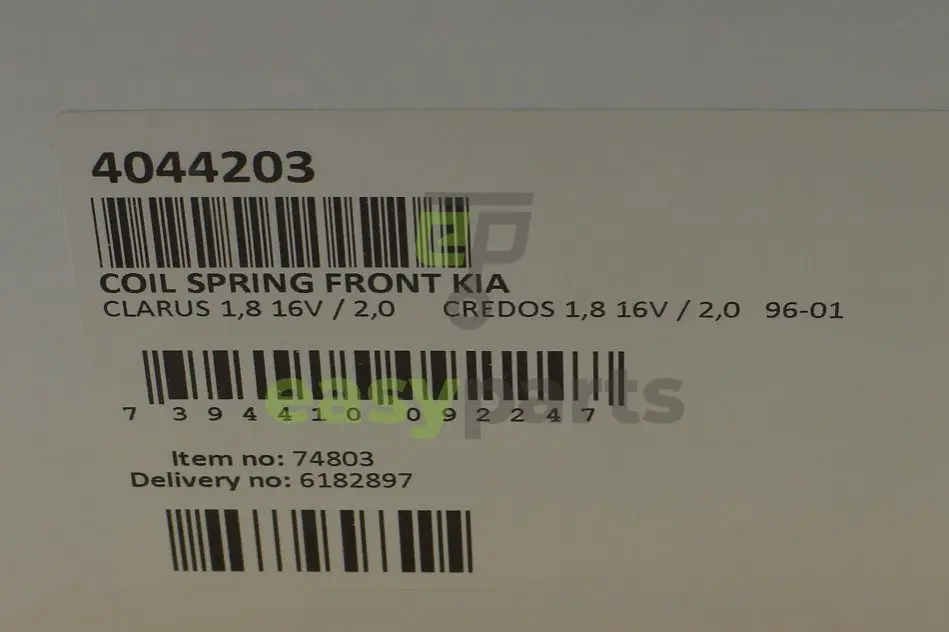 4044203
COIL SPRING FRONT KIA
CLARUS 1,8 16V / 2,0 CREDOS 1,8 16V / 2,0 96-01
easyparts
7 394410 092247
Item no: 74803
Delivery no: 6182897